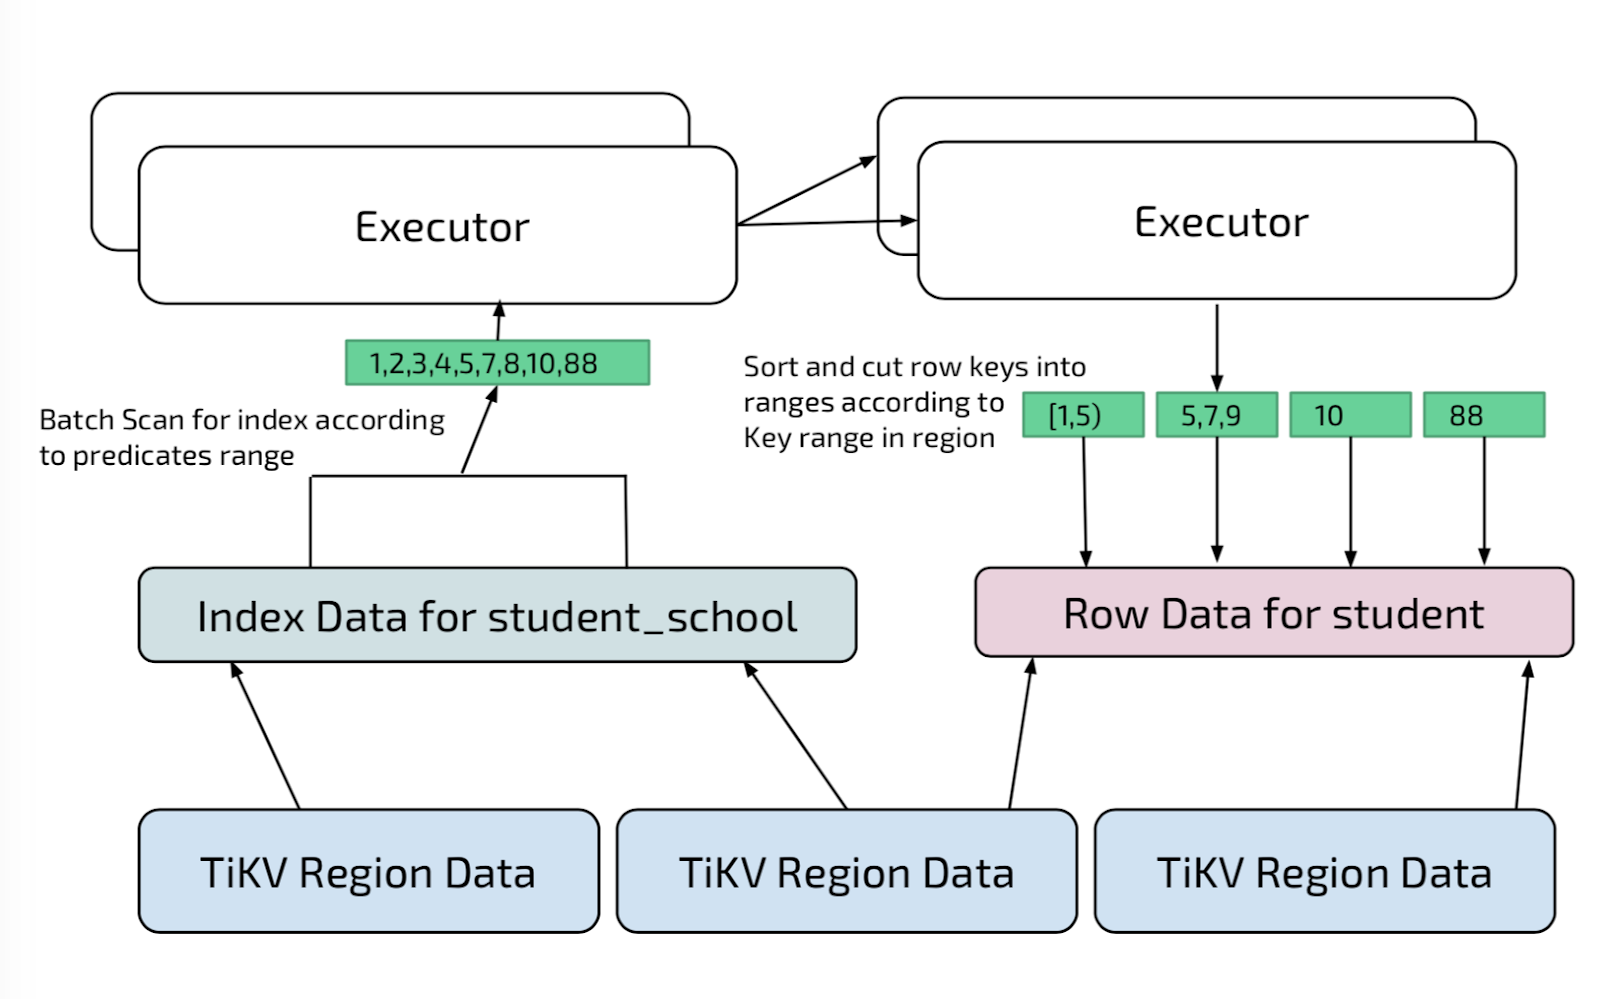 Executor
Executor
1,2,3,4,5,7,8,10,88
Batch Scan for index according
to predicates range
Sort and cut row keys into
ranges according to
Key range in region
[1,5)
5,7,9
10
88
Index Data for student_school
Row Data for student
TiKV Region Data
TiKV Region Data
TiKV Region Data